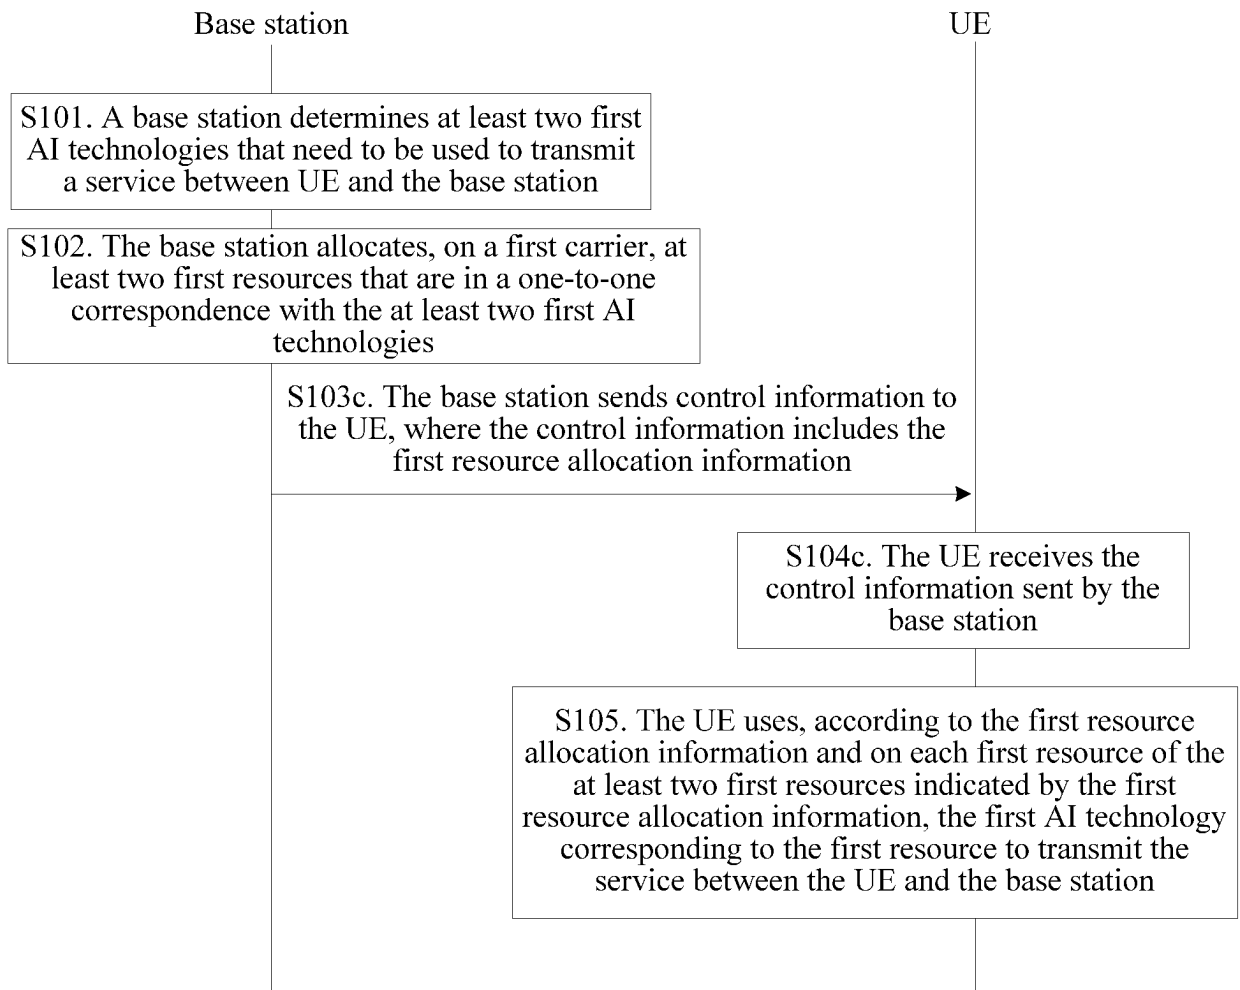 Base station
UE
S101. A base station determines at least two first
AI technologies that need to be used to transmit
a service between UE and the base station
S102. The base station allocates, on a first carrier, at
least two first resources that are in a one-to-one
correspondence with the at least two first AI
technologies
S103c. The base station sends control information to
the UE, where the control information includes the
first resource allocation information
S104c. The UE receives the
control information sent by the
base station
S105. The UE uses, according to the first resource
allocation information and on each first resource of the
at least two first resources indicated by the first
resource allocation information, the first AI technology
corresponding to the first resource to transmit the
service between the UE and the base station